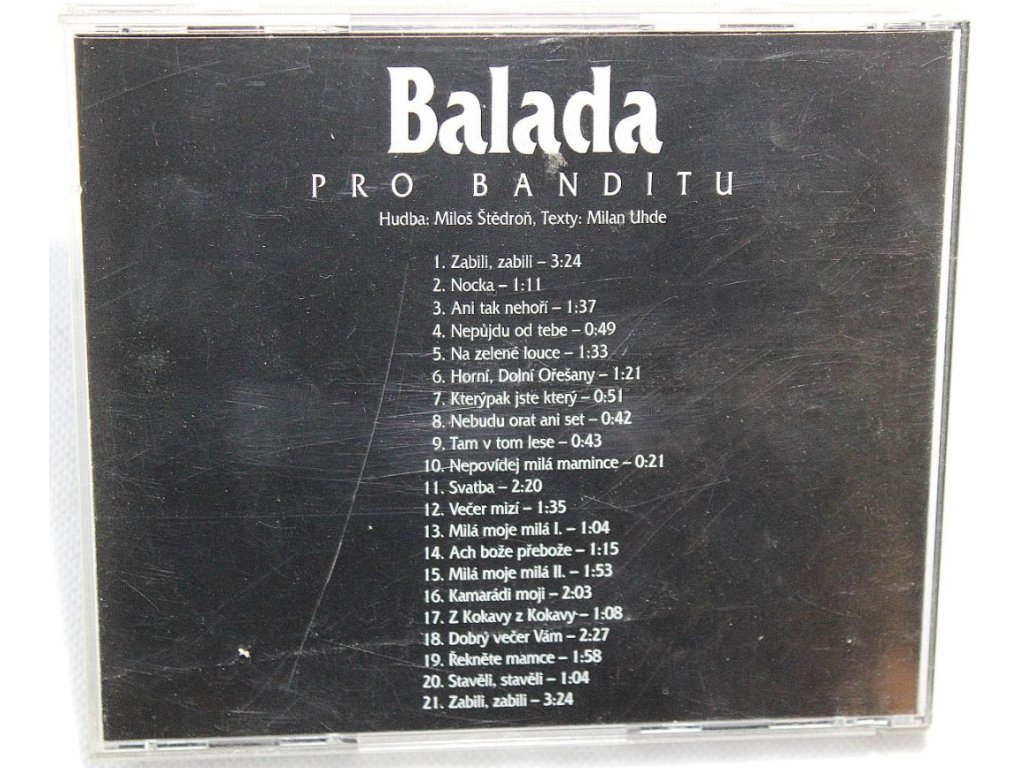 Balada
PRO BANDITU
Hudba: Miloš Štědroň, Texty: Milan Uhde
1. Zabili, zabili – 3:24
2. Nocka – 1:11
3. Ani tak nehoří – 1:37
4. Nepůjdu od tebe – 0:49
5. Na zelené louce – 1:33
6. Horní, Dolní Ořešany – 1:21
7. Kterýpak jste který – 0:51
8. Nebudu orat ani set – 0:42
9. Tam v tom lese – 0:43
10. Nepovídej milá mamince – 0:21
11. Svatba – 2:20
12. Večer mizí – 1:35
13. Milá moje milá I. – 1:04
14. Ach bože přebože – 1:15
15. Milá moje milá II. – 1:53
16. Kamarádi moji – 2:03
17. Z Kokavy z Kokavy – 1:08
18. Dobrý večer Vám – 2:27
19. Řekněte mamce – 1:58
20. Stavěli, stavěli – 1:04
21. Zabili, zabili – 3:24